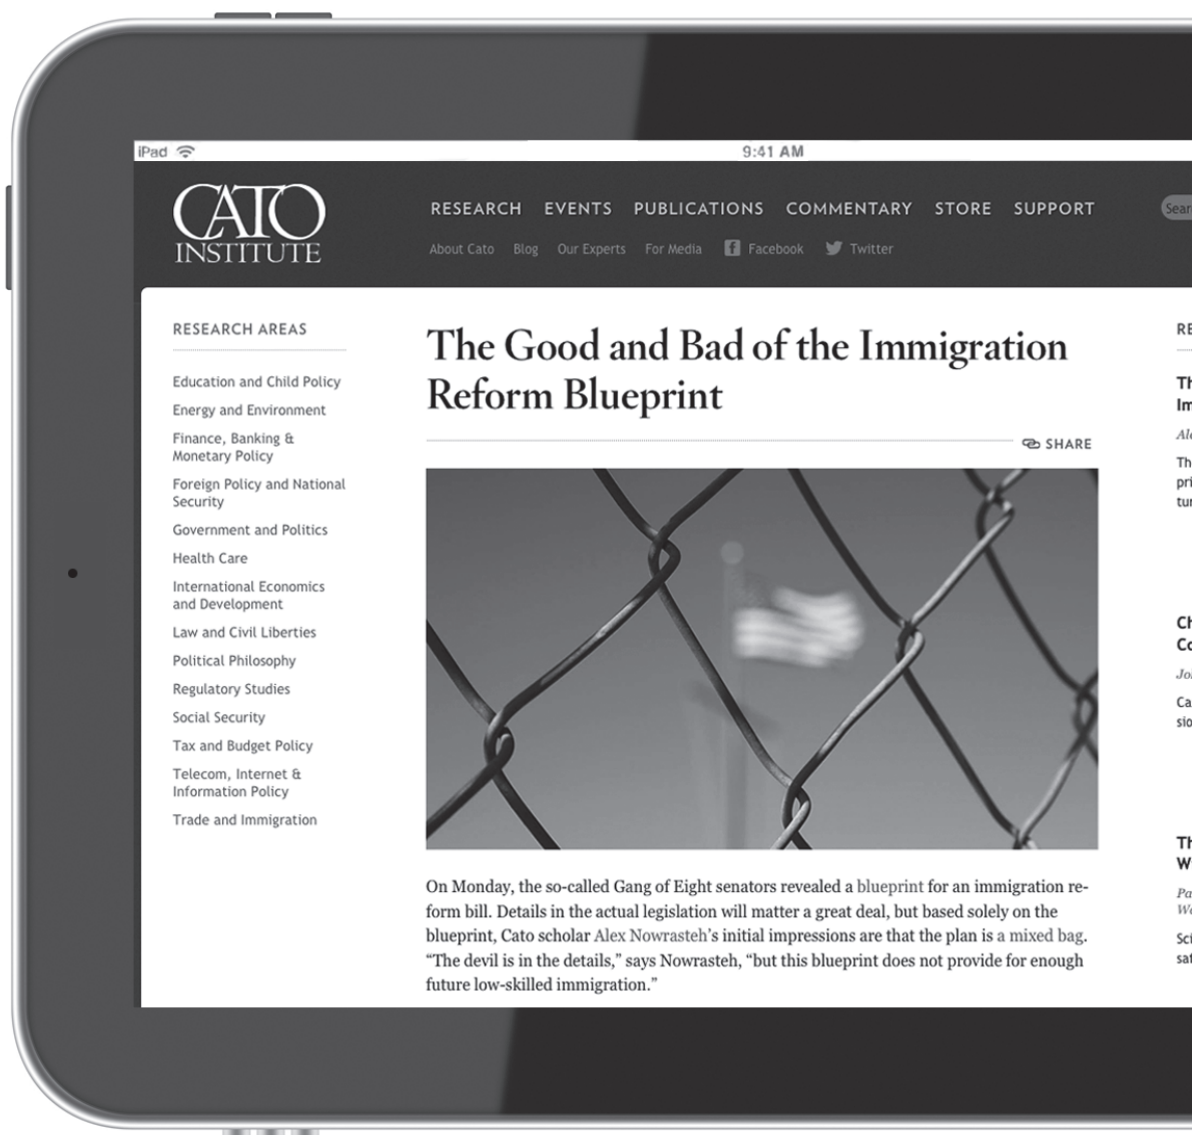 iPad
9:41 AM
CATO
INSTITUTE
RESEARCH EVENTS PUBLICATIONS COMMENTARY STORE SUPPORT
About Cato Blog Our Experts For Media Facebook Twitter
RESEARCH AREAS
Education and Child Policy
Energy and Environment
Finance, Banking &
Monetary Policy
Foreign Policy and National
Security
Government and Politics
Health Care
International Economics
and Development
Law and Civil Liberties
Political Philosophy
Regulatory Studies
Social Security
Tax and Budget Policy
Telecom, Internet &
Information Policy
Trade and Immigration
The Good and Bad of the Immigration
Reform Blueprint
SHARE
On Monday, the so-called Gang of Eight senators revealed a blueprint for an immigration re-
form bill. Details in the actual legislation will matter a great deal, but based solely on the
blueprint, Cato scholar Alex Nowrasteh’s initial impressions are that the plan is a mixed bag.
“The devil is in the details,” says Nowrasteh, “but this blueprint does not provide for enough
future low-skilled immigration.”